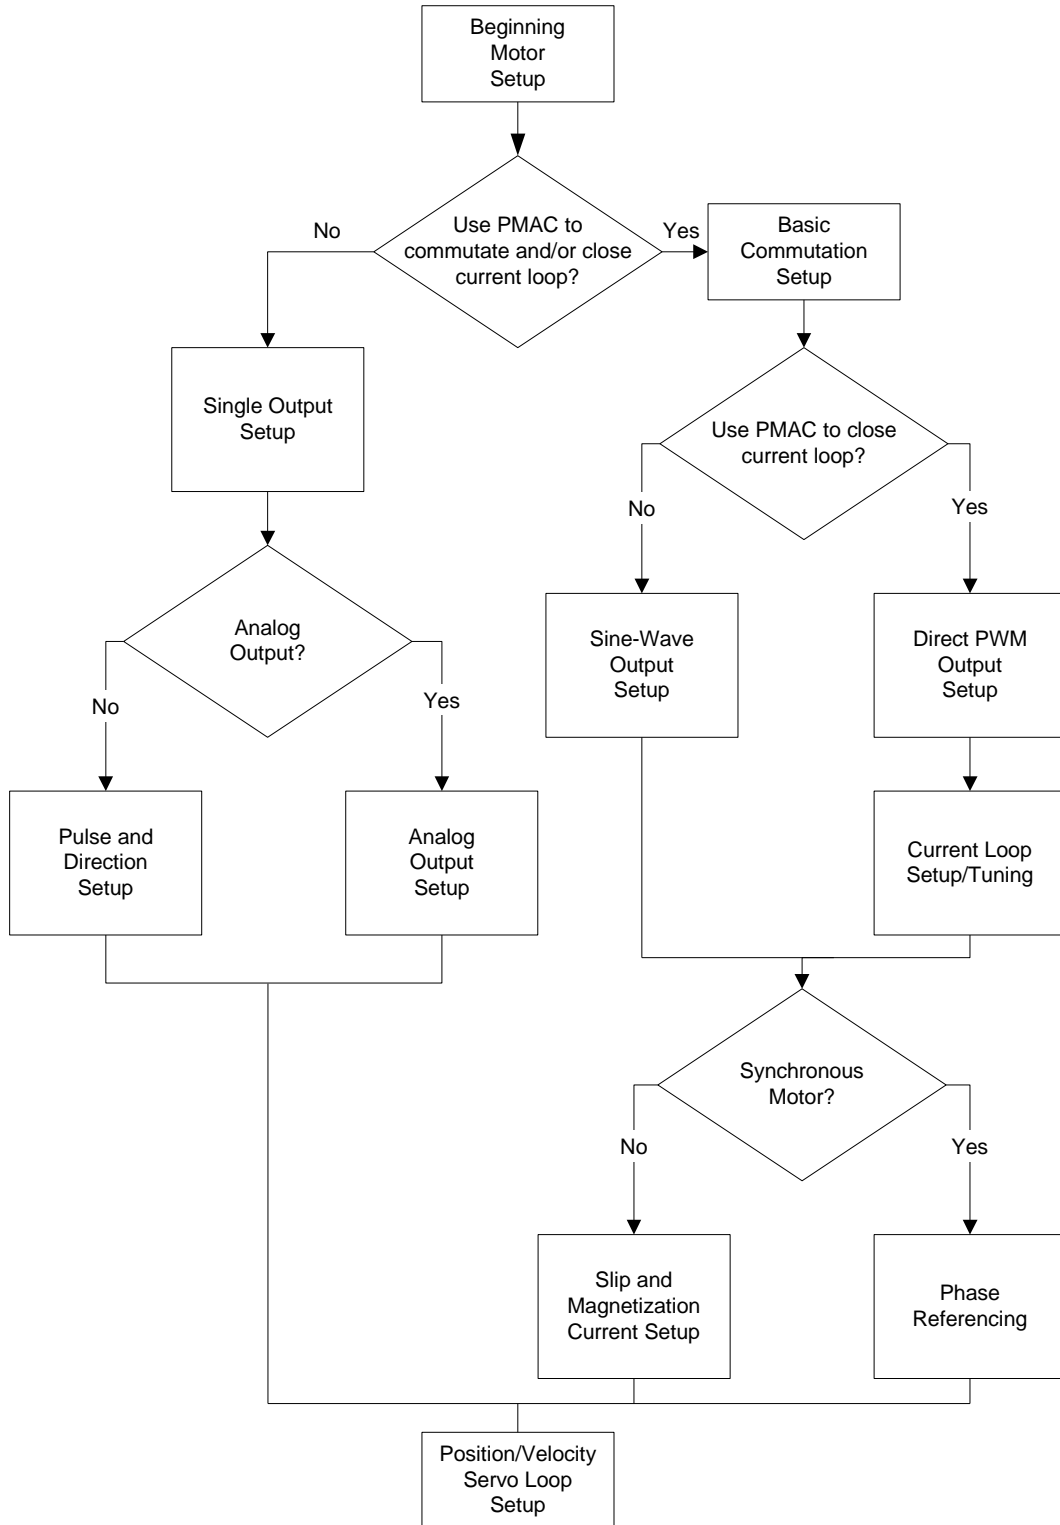 Beginning
Motor
Setup
No
Use PMAC to
commutate and/or close
current loop?
Yes
Basic
Commutation
Setup
Single Output
Setup
Use PMAC to close
current loop?
No
Yes
Analog
Output?
Sine-Wave
Output
Setup
Direct PWM
Output
Setup
No
Yes
Pulse and
Direction
Setup
Analog
Output
Setup
Current Loop
Setup/Tuning
Synchronous
Motor?
No
Yes
Slip and
Magnetization
Current Setup
Phase
Referencing
Position/Velocity
Servo Loop
Setup